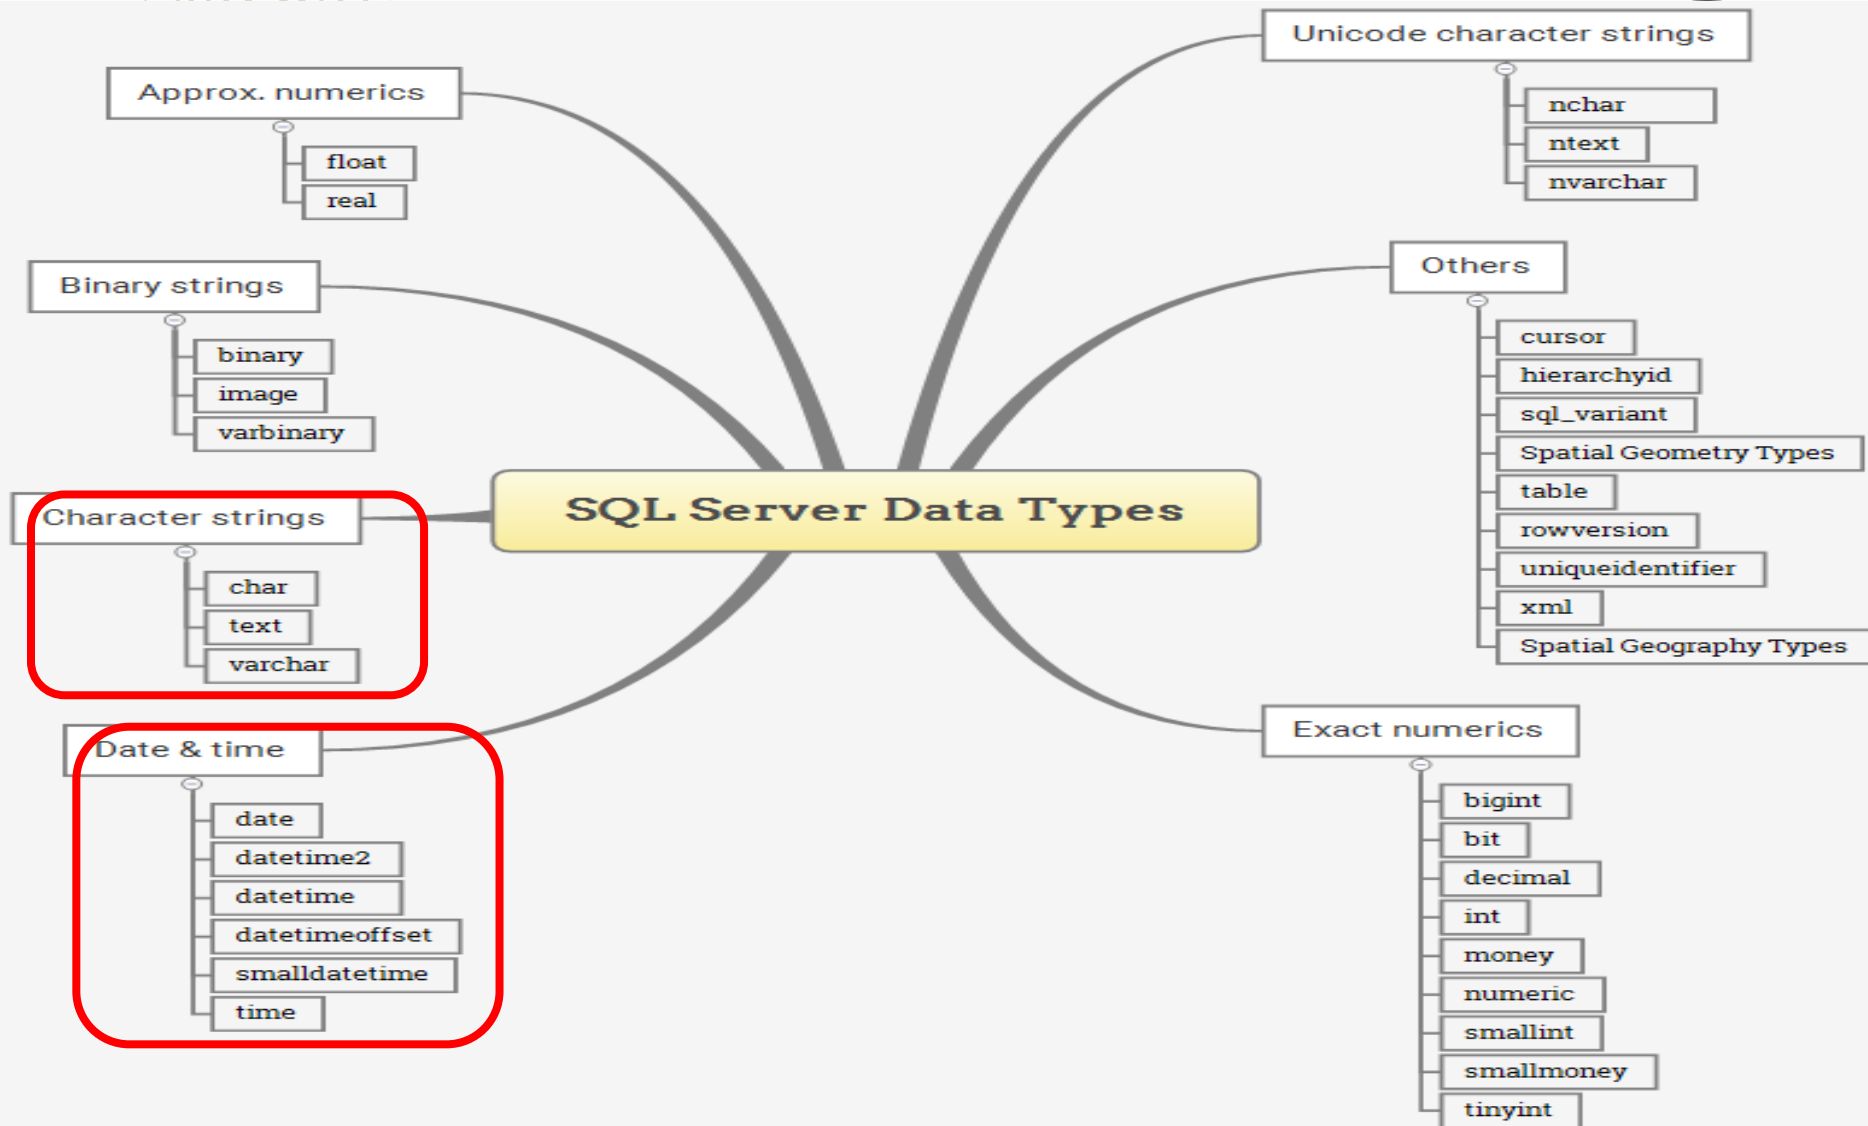 Approx. numerics
float
real
Binary strings
binary
image
varbinary
Character strings
char
text
varchar
Date & time
date
datetime2
datetime
datetimeoffset
smalldatetime
time
SQL Server Data Types
Unicode character strings
nchar
ntext
nvarchar
Others
cursor
hierarchyid
sql_variant
Spatial Geometry Types
table
rowversion
uniqueidentifier
xml
Spatial Geography Types
Exact numerics
bigint
bit
decimal
int
money
numeric
smallint
smallmoney
tinyint